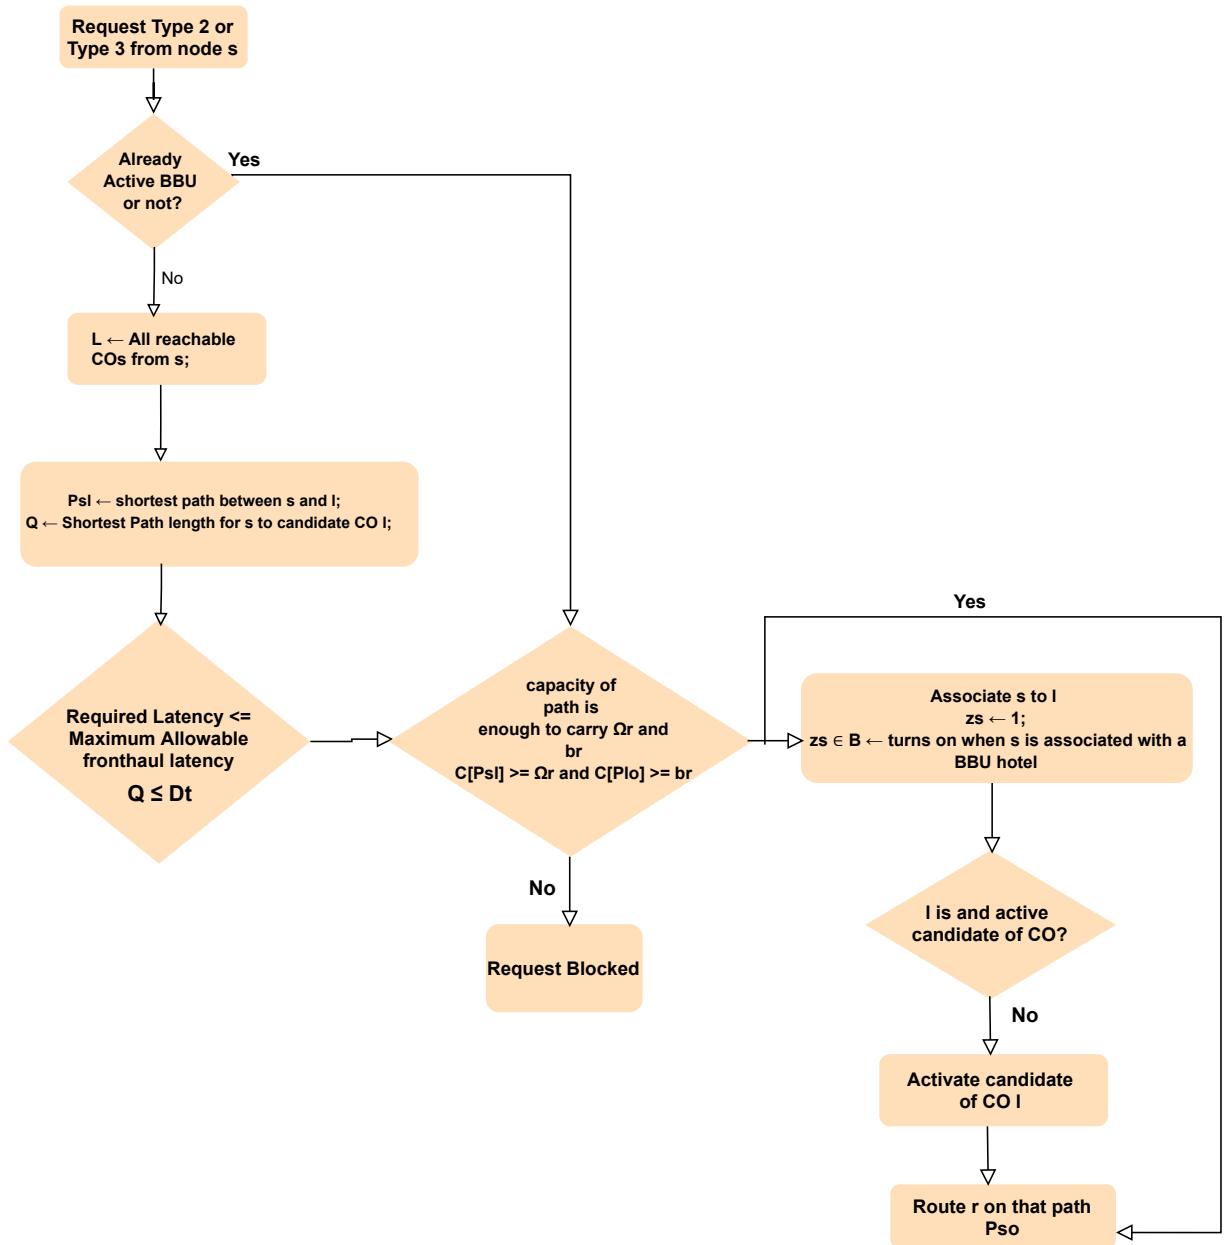 Request Type 2 or
Type 3 from node s
Already
Active BBU
or not?
Yes
No
L ← All reachable
COs from s;
Psl ← shortest path between s and l;
Q ← Shortest Path length for s to candidate CO l;
Required Latency <=
Maximum Allowable
fronthaul latency
Q ≤ Dt
capacity of
path is
enough to carry Ωr and
br
C[Psl] >= Ωr and C[Plo] >= br
No
Request Blocked
Yes
Associate s to l
zs ← 1;
zs ∈ B ← turns on when s is associated with a
BBU hotel
l is and active
candidate of CO?
No
Activate candidate
of CO l
Route r on that path
Pso